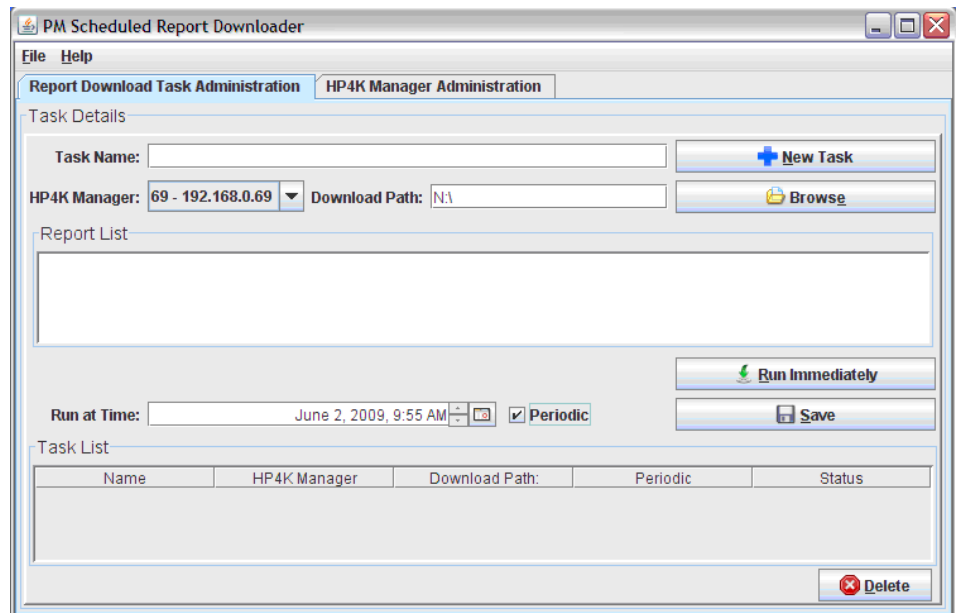 PM Scheduled Report Downloader
File Help
Report Download Task Administration HP4K Manager Administration
Task Details
Task Name: New Task
HP4K Manager: 69 - 192.168.0.69 Download Path: N:\ Browse
Report List
Run Immediately
Run at Time: June 2, 2009, 9:55 AM Periodic Save
Task List
Name HP4K Manager Download Path: Periodic Status
Delete